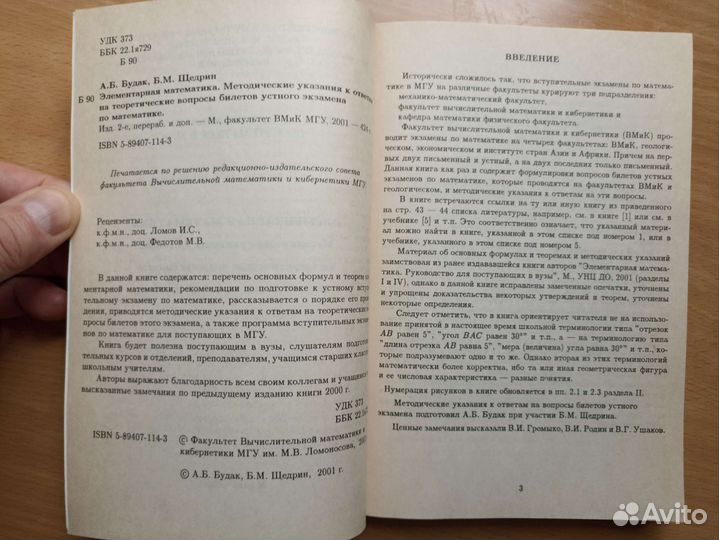 УДК 373
ББК 22.1я729
Б 90
А.Б. Будак, Б.М. Щедрин
Б 90 Элементарная математика. Методические указания к ответам
на теоретические вопросы билетов устного экзамена
по математике.
Изд. 2-е, перераб. и доп. — М., факультет ВМиК МГУ, 2001 —
ISBN 5-89407-114-3
Печатается по решению редакционно-издательского совета
факультета Вычислительной математики и кибернетики МГУ
Рецензенты:
к.ф.м.н., доц. Ломов И.С.,
к.ф.м.н., доц. Федотов М.В.
В данной книге содержатся: перечень основных формул и теорем
ментарной математики, рекомендации по подготовке к устному
тельному экзамену по математике, рассказывается о порядке его
дения, приводятся методические указания к ответам на теоретические
просы билетов этого экзамена, а также программа вступительных
нов по математике для поступающих в МГУ.
Книга будет полезна поступающим в вузы, слушателям
тельных курсов и отделений, преподавателям, учащимся старших
школьным учителям.
Авторы выражают благодарность всем своим коллегам и
высказанные замечания по предыдущему изданию книги 2000 г.
УДК 373
ББК
ISBN 5-89407-114-3
© Факультет Вычислительной математики и
кибернетики МГУ им. М.В. Ломоносова,
© А.Б. Будак, Б.М. Щедрин, 2001 г.
ВВЕДЕНИЕ
Исторически сложилось так, что вступительные экзамены по мате-
матике в МГУ на различные факультеты курируют три подразделения:
механико-математический факультет,
факультет вычислительной математики и кибернетики и
кафедра математики физического факультета.
Факультет вычислительной математики и кибернетики (ВМиК) про-
водит экзамены по математике на четырех факультетах: ВМиК, геоло-
гическом, экономическом и институте стран Азии и Африки. Причем на пер-
вых двух письменный и устный, а на двух последних только письменный.
Данная книга как раз и содержит формулировки вопросов билетов устных
экзаменов по математике, которые проводятся на факультетах ВМиК и
геологическом, и методические указания к ответам на эти вопросы.
В книге встречаются ссылки на ту или иную книгу из приведенного
на стр. 43 — 44 списка литературы, например. см. в книге [1] или см. в
учебнике [5] и т.п. Это соответственно означает, что указанный матери-
ал можно найти в книге, указанной в этом списке под номером 1, или в
учебнике, указанном в этом списке под номером 5.
Материал об основных формулах и теоремах и методических указаний
заимствован из ранее издававшейся книги авторов "Элементарная матема-
тика. Руководство для поступающих в вузы". М., УНЦ ДО, 2001 (разделы
I и IV), однако в данной книге исправлены замеченные опечатки, уточнены
и упрощены доказательства некоторых утверждений и теорем, уточнены
некоторые определения.
Следует отметить, что в книга ориентирует читателя не на использо-
вание принятой в настоящее время школьной терминологии типа "отрезок
AB равен 5", "угол BAC равен 30°" и т.п., а — на терминологию типа
"длина отрезка AB равна 5", "мера (величина) угла равна 30°" и т.п., ко-
торые подразумевают одно и то же. Однако вторая из этих терминологий
математически более корректна, ибо та или иная геометрическая фигура
и ее числовая характеристика — разные понятия.
Нумерация рисунков в книге обновляется в пп. 2.1 и 2.3 раздела II.
Методические указания к ответам на вопросы билетов устного
экзамена подготовил А.Б. Будак при участии Б.М. Щедрина.
Ценные замечания высказали В.И. Громыко, В.И. Родин и В.Г. Ушаков.
3
Avito